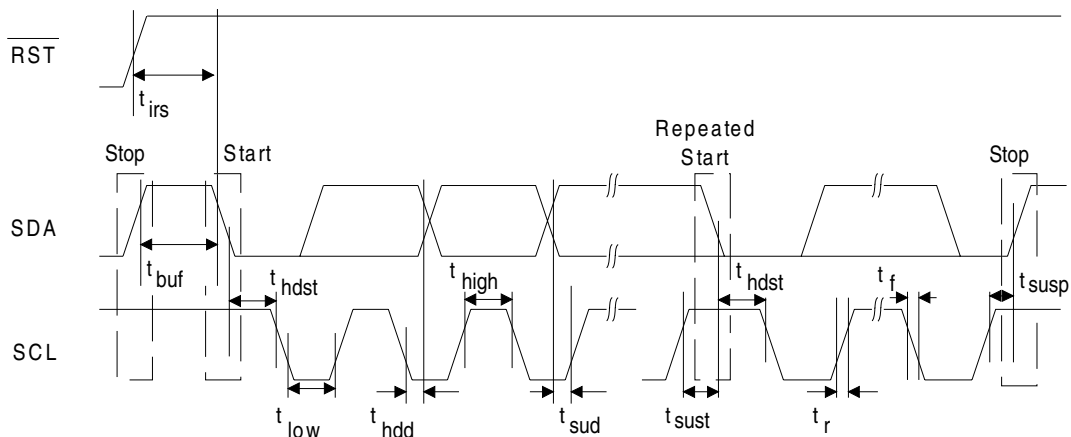 RST
t irs
Repeated
Stop Start Start Stop
SDA
t buf t hdst t high t hdst t f t susp
SCL
t low t hdd t sud t sust t r